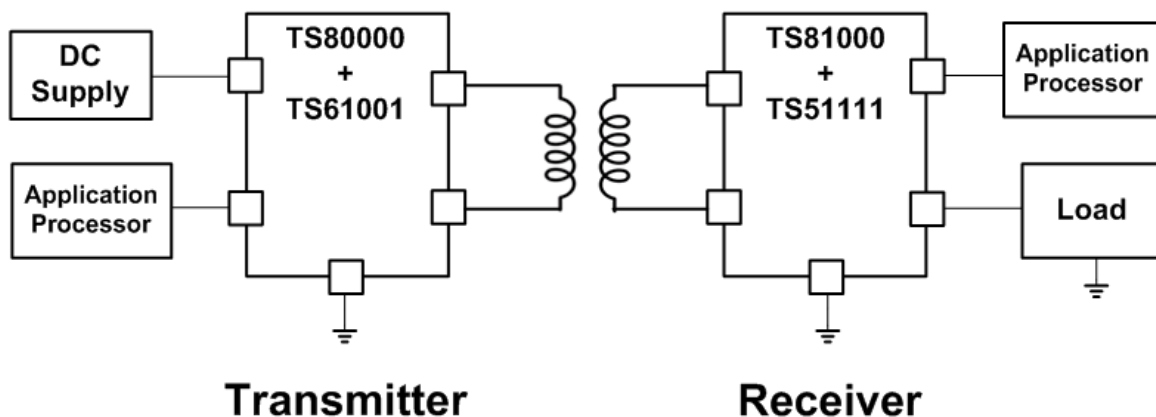 DC
Supply
Application
Processor
TS80000
+
TS61001
TS81000
+
TS51111
Application
Processor
Load
Transmitter
Receiver